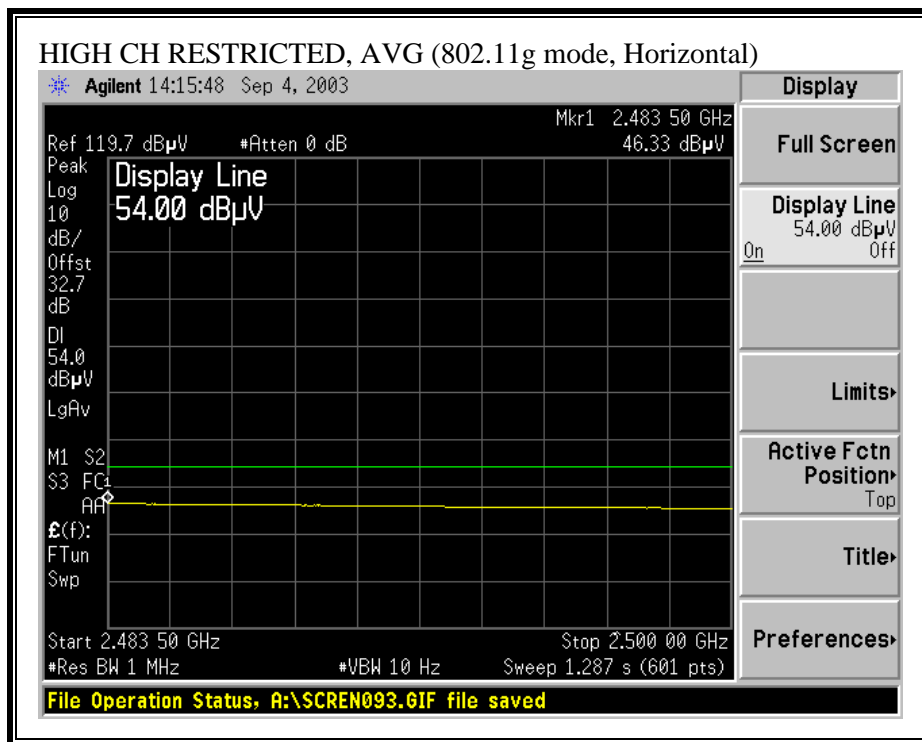 HIGH CH RESTRICTED, AVG (802.11g mode, Horizontal)
Agilent 14:15:48 Sep 4, 2003
Display
Mkr1 2.483 50 GHz
Ref 119.7 dBµV #Atten 0 dB 46.33 dBµV
Full Screen
Peak
Log
10
dB/
Offst
32.7
dB
DI
54.0
dBµV
LgAv
M1 S2
S3 FC
AA
£(f):
FTun
Swp
Display Line
54.00 dBµV
1
Display Line
54.00 dBµV
On Off
Limits
Active Fctn
Position
Top
Title
Preferences
Start 2.483 50 GHz Stop 2.500 00 GHz
#Res BW 1 MHz #VBW 10 Hz Sweep 1.287 s (601 pts)
File Operation Status, A:\SCREN093.GIF file saved